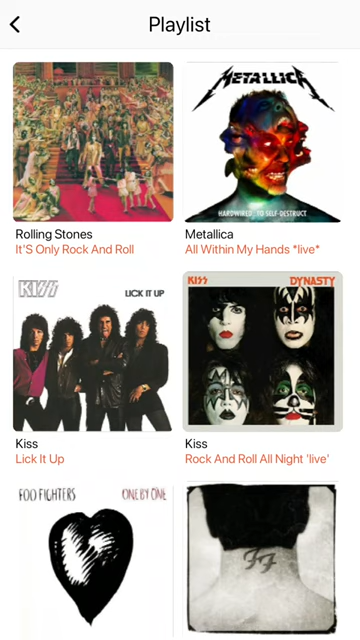 Playlist
METALLICA
HARDWIRED...TO SELF-DESTRUCT
Rolling Stones
It'S Only Rock And Roll
Metallica
All Within My Hands *live*
KISS
LICK IT UP
KISS
DYNASTY
Kiss
Lick It Up
Kiss
Rock And Roll All Night 'live'
FOO FIGHTERS
ONE BY ONE
FF